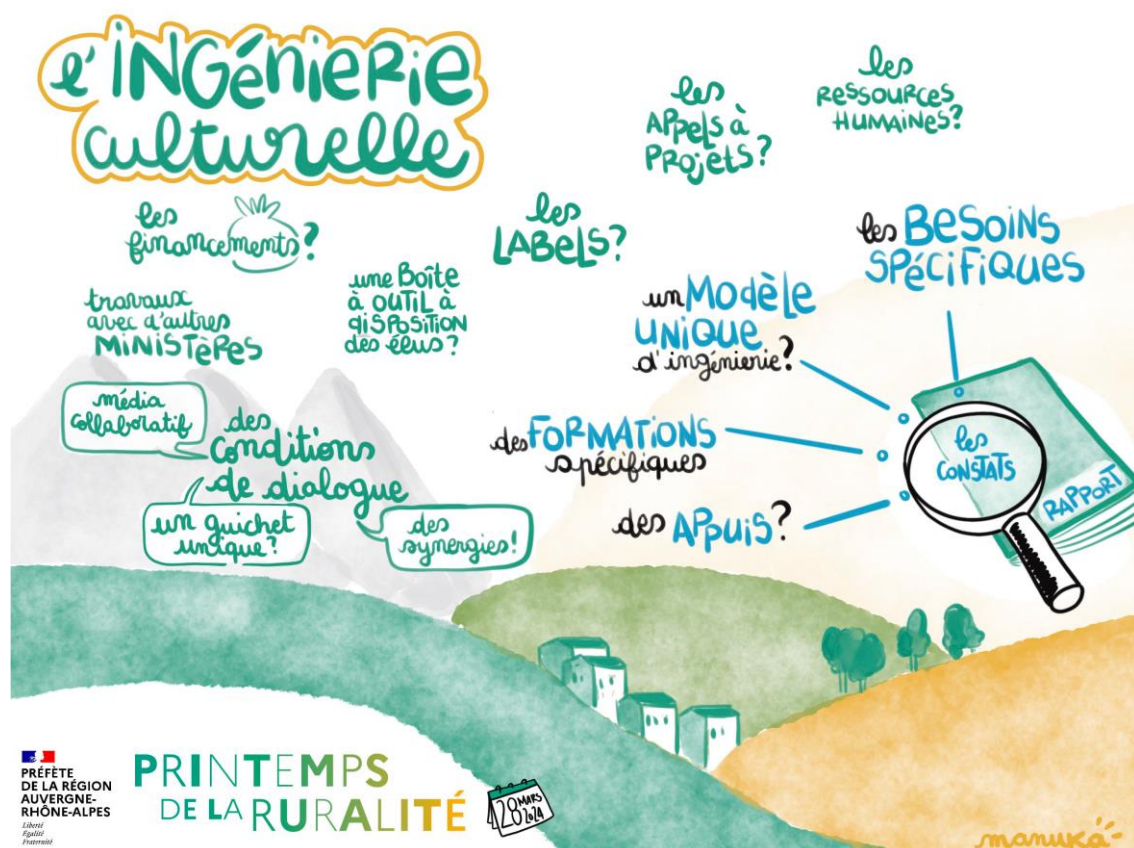 l'INGénieRie
culturelle
les
financements?
travaux
avec d'autres
MINISTèRes
une Boîte
à OUTIL à
disPosition
des élus?
les
LABeLS?
les
APpeLs à
PRojets?
les
RESSOURCES
HUMAINes?
média
collaboratif
des
conditions
de dialogue
un guichet
unique?
des
synergies!
les BeSOiNS
SPéCiFiQUES
un MODèLe
UNiQUE
d'ingénierie?
des FORMATiONS
spécifiques
des APPUiS?
les
CONSTATS
RAPPORT
PRÉFÈTE
DE LA RÉGION
AUVERGNE-
RHÔNE-ALPES
Liberté
Égalité
Fraternité
PRINTEMPS
DE LA RURALITÉ
28 MARS
2024
manuka